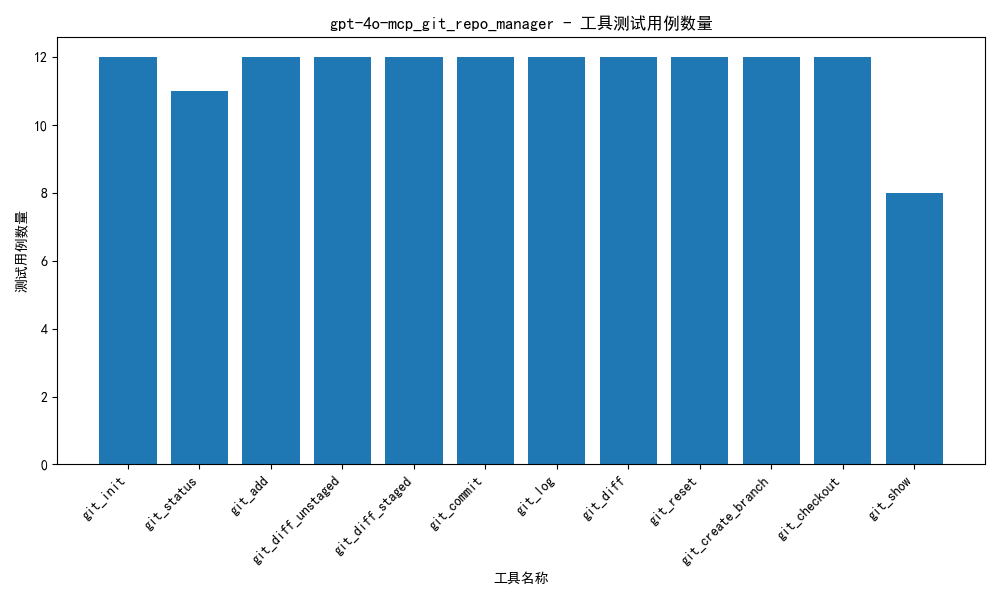 gpt-4o-mcp_git_repo_manager - 工具测试用例数量
测试用例数量
12
10
8
6
4
2
0
git_init
git_status
git_add
git_diff_unstaged
git_diff_staged
git_commit
git_log
git_diff
git_reset
git_create_branch
git_checkout
git_show
工具名称